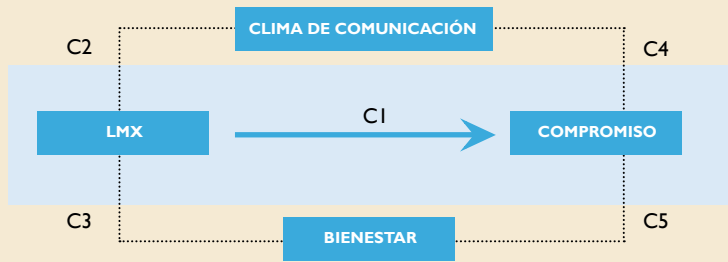 CLIMA DE COMUNICACIÓN
C2
C4
C1
LMX
COMPROMISO
C3
C5
BIENESTAR